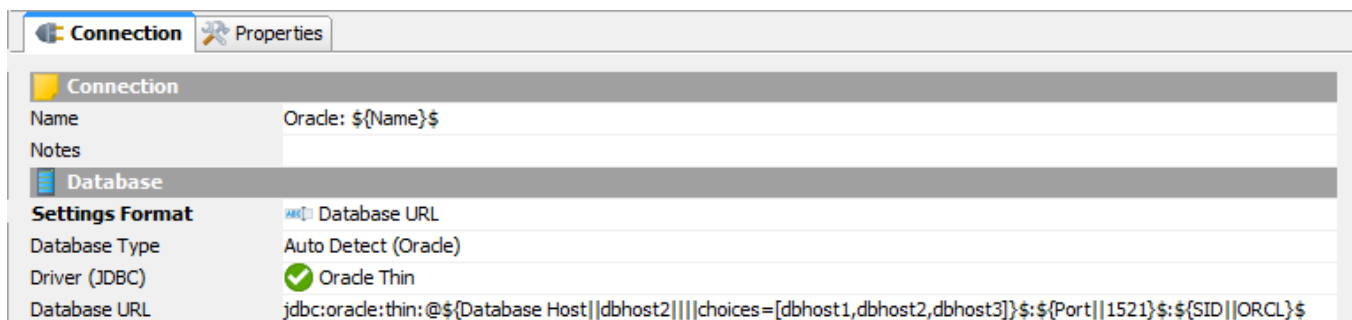 Connection Properties
Connection
Name Oracle: ${Name}$
Notes
Database
Settings Format Database URL
Database Type Auto Detect (Oracle)
Driver (JDBC) Oracle Thin
Database URL jdbc:oracle:thin:@${Database Host||dbhost2||||choices=[dbhost1,dbhost2,dbhost3]}$:${Port||1521}$:${SID||ORCL}$